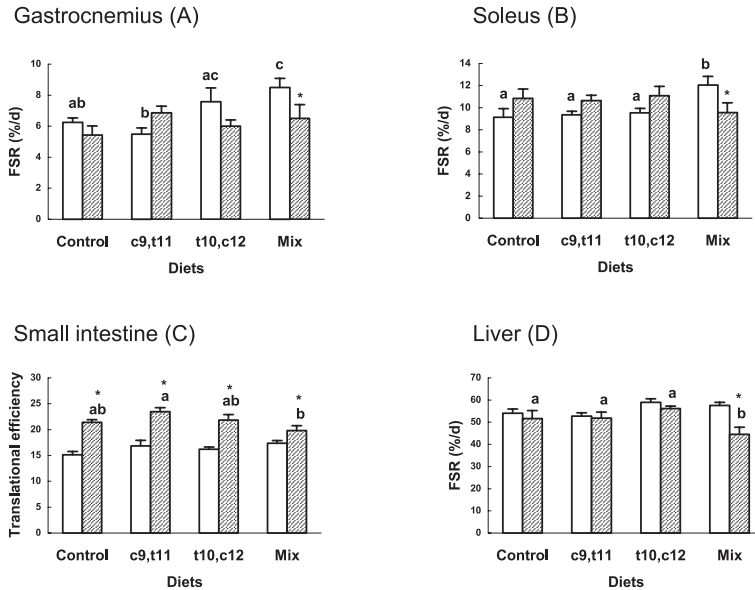 Gastrocnemius (A)
10
8
6
4
2
0
FSR (%/d)
ab
b
ac
c
*
Control
c9,t11
t10,c12
Mix
Diets
Soleus (B)
14
12
10
8
6
4
2
0
FSR (%/d)
a
a
a
b
*
Control
c9,t11
t10,c12
Mix
Diets
Small intestine (C)
30
25
20
15
10
5
0
Translational efficiency
*
ab
*
a
*
ab
*
b
Control
c9,t11
t10,c12
Mix
Diets
Liver (D)
70
60
50
40
30
20
10
0
FSR (%/d)
a
a
a
*
b
Control
c9,t11
t10,c12
Mix
Diets